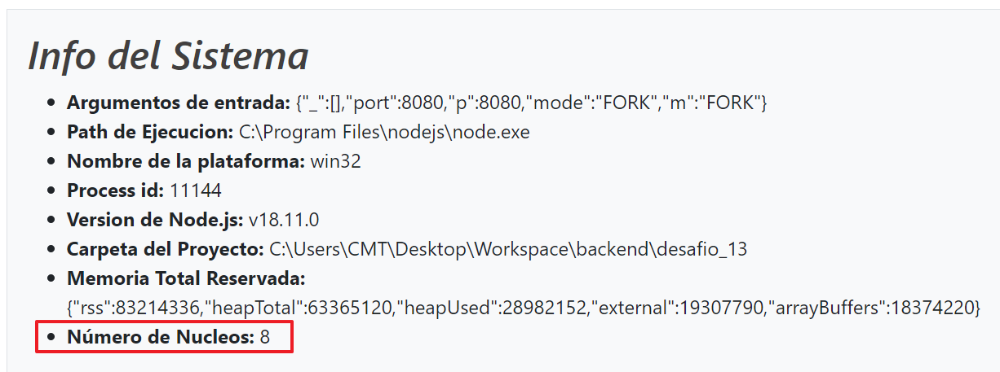 Info del Sistema
• Argumentos de entrada: {"_":[],"port":8080,"p":8080,"mode":"FORK","m":"FORK"}
• Path de Ejecucion: C:\Program Files\nodejs\node.exe
• Nombre de la plataforma: win32
• Process id: 11144
• Version de Node.js: v18.11.0
• Carpeta del Proyecto: C:\Users\CMT\Desktop\Workspace\backend\desafio_13
• Memoria Total Reservada:
{"rss":83214336,"heapTotal":63365120,"heapUsed":28982152,"external":19307790,"arrayBuffers":18374220}
• Número de Nucleos: 8